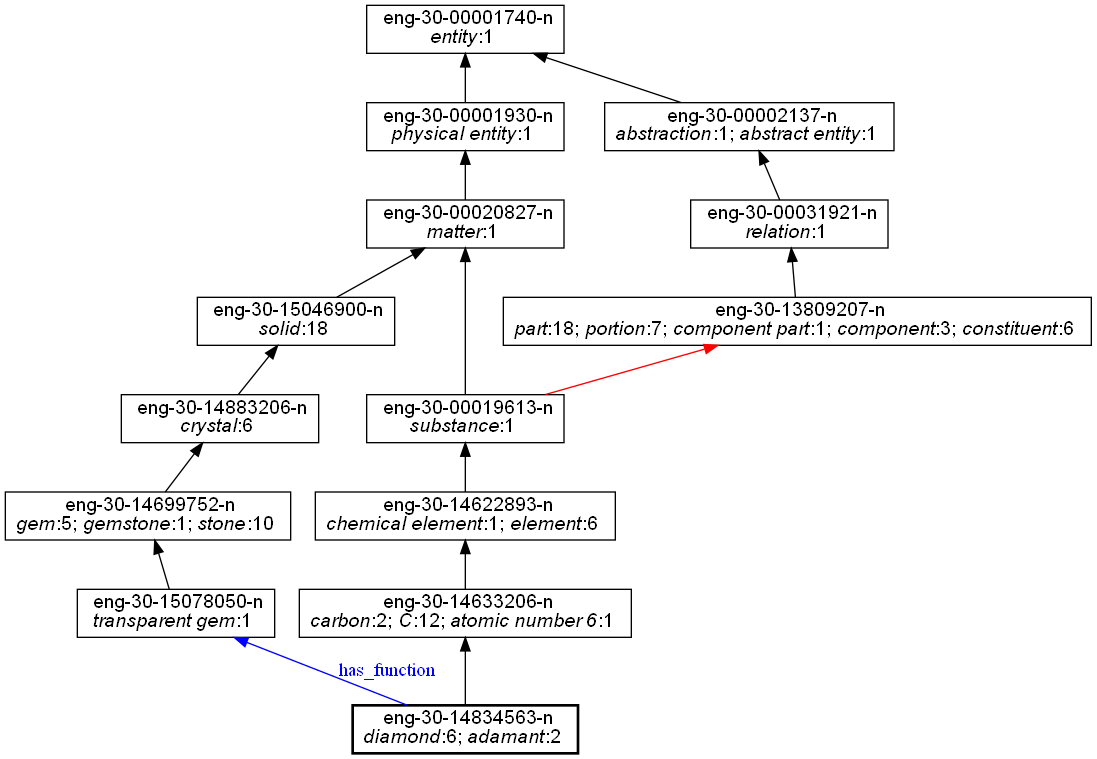 eng-30-00001740-n
entity:1
eng-30-00001930-n
physical entity:1
eng-30-00002137-n
abstraction:1; abstract entity:1
eng-30-00020827-n
matter:1
eng-30-00031921-n
relation:1
eng-30-15046900-n
solid:18
eng-30-13809207-n
part:18; portion:7; component part:1; component:3; constituent:6
eng-30-14883206-n
crystal:6
eng-30-00019613-n
substance:1
eng-30-14699752-n
gem:5; gemstone:1; stone:10
eng-30-14622893-n
chemical element:1; element:6
eng-30-15078050-n
transparent gem:1
eng-30-14633206-n
carbon:2; C:12; atomic number 6:1
has_function
eng-30-14834563-n
diamond:6; adamant:2